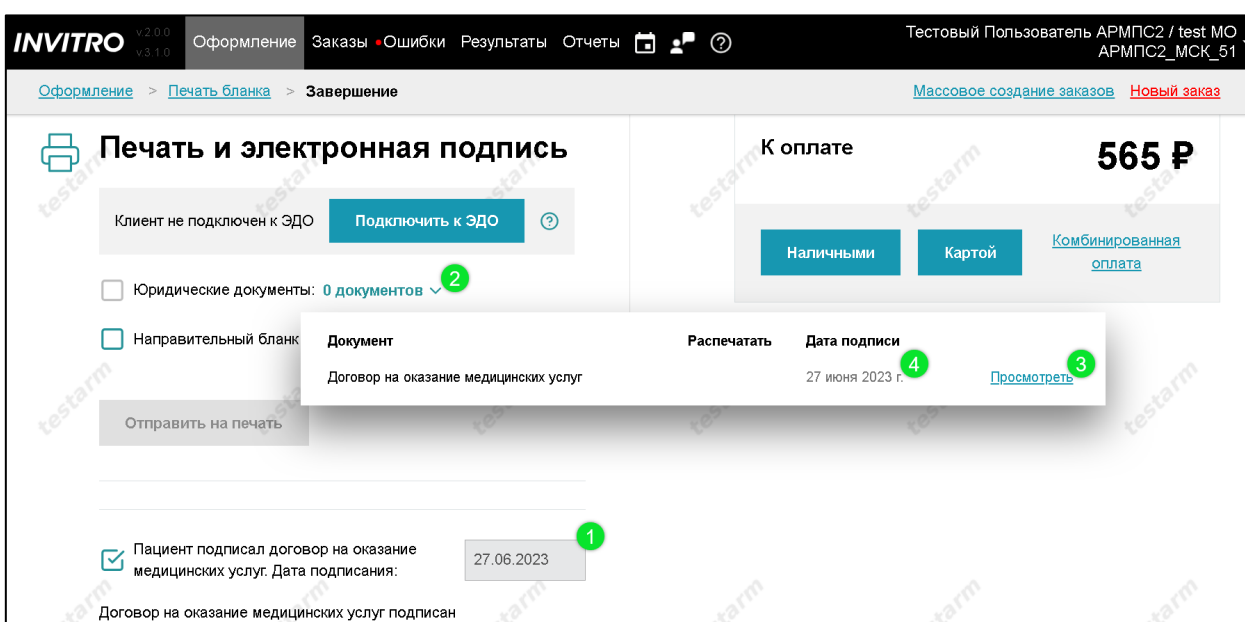 INVITRO v.2.0.0 v.3.1.0 Оформление Заказы Ошибки Результаты Отчеты Тестовый Пользователь АРМПС2 / test МО
АРМПС2_МСК_51
Оформление > Печать бланка > Завершение Массовое создание заказов Новый заказ
Печать и электронная подпись
К оплате 565 ₽
Клиент не подключен к ЭДО Подключить к ЭДО ?
Наличными Картой Комбинированная
оплата
Юридические документы: 0 документов 2
Направительный бланк
Документ Распечатать Дата подписи
Договор на оказание медицинских услуг 27 июня 2023 г. 4 Просмотреть 3
Отправить на печать
Пациент подписал договор на оказание
медицинских услуг. Дата подписания: 27.06.2023 1
Договор на оказание медицинских услуг подписан
testarm